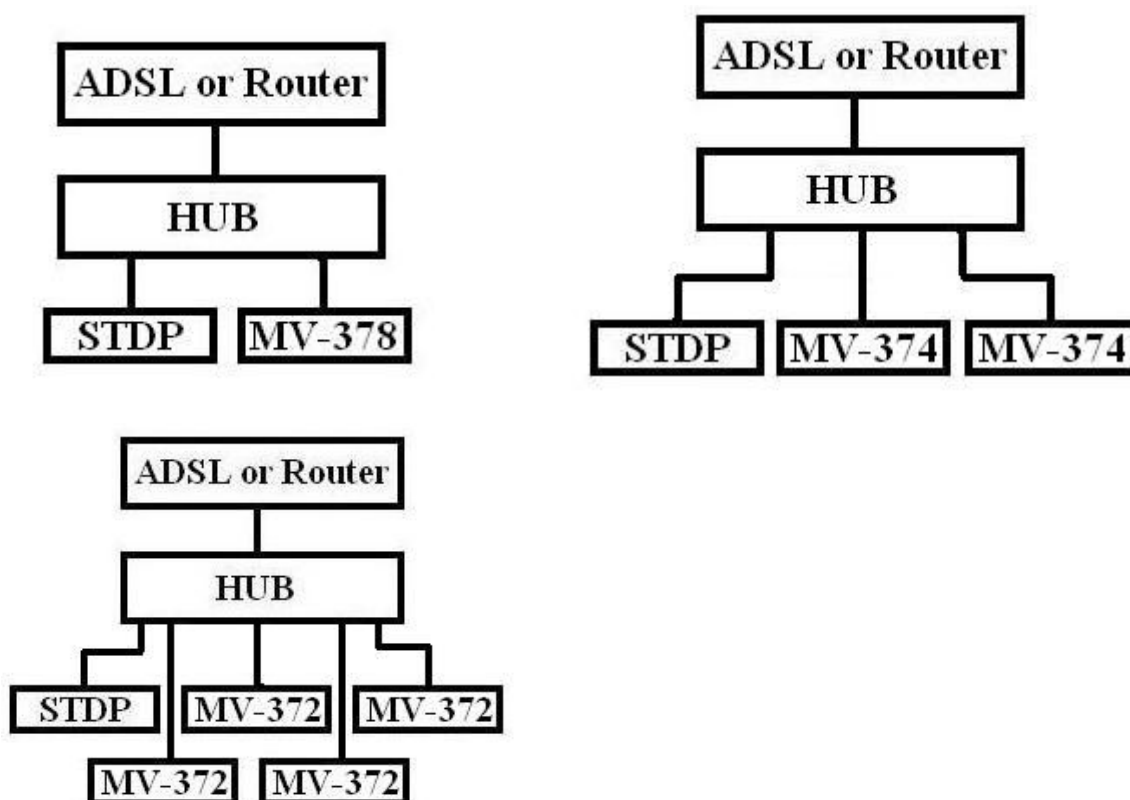 ADSL or Router
HUB
STDP
MV-378
ADSL or Router
HUB
STDP
MV-374
MV-374
ADSL or Router
HUB
STDP
MV-372
MV-372
MV-372
MV-372